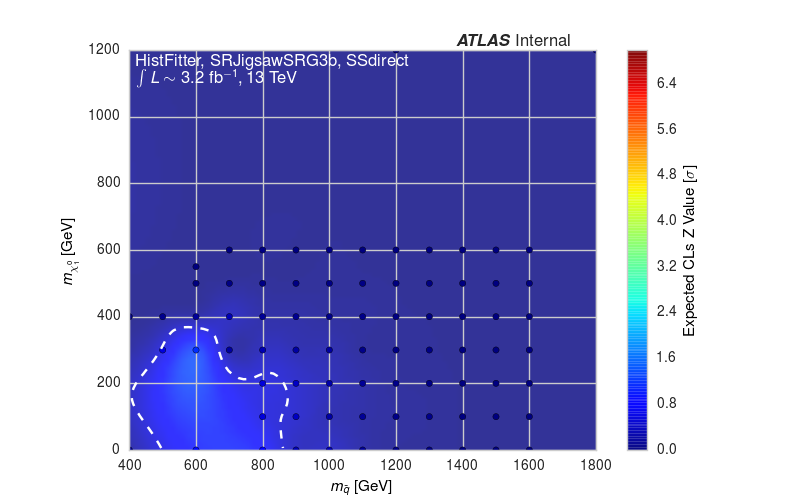 ATLAS Internal
HistFitter, SRJigsawSRG3b, SSdirect
∫ L ∼ 3.2 fb⁻¹, 13 TeV
1200
1000
800
600
400
200
0
m_χ̃₁⁰ [GeV]
400 600 800 1000 1200 1400 1600 1800
m_q̃ [GeV]
6.4
5.6
4.8
4.0
3.2
2.4
1.6
0.8
0.0
Expected CLs Z Value [σ]